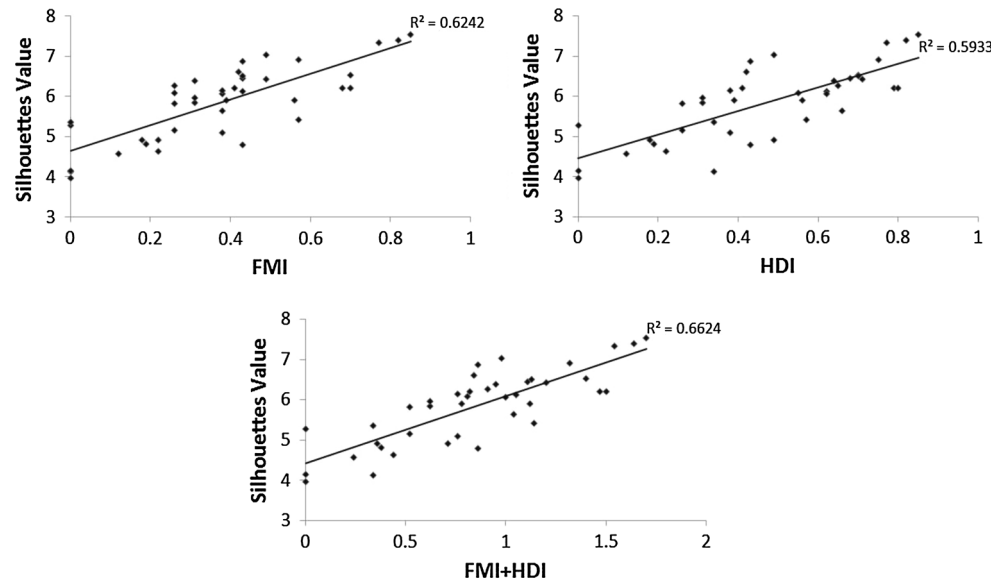 8
7
6
5
4
3
Silhouettes Value
R² = 0.6242
0 0.2 0.4 0.6 0.8 1
FMI
8
7
6
5
4
3
Silhouettes Value
R² = 0.5933
0 0.2 0.4 0.6 0.8 1
HDI
8
7
6
5
4
3
Silhouettes Value
R² = 0.6624
0 0.5 1 1.5 2
FMI+HDI